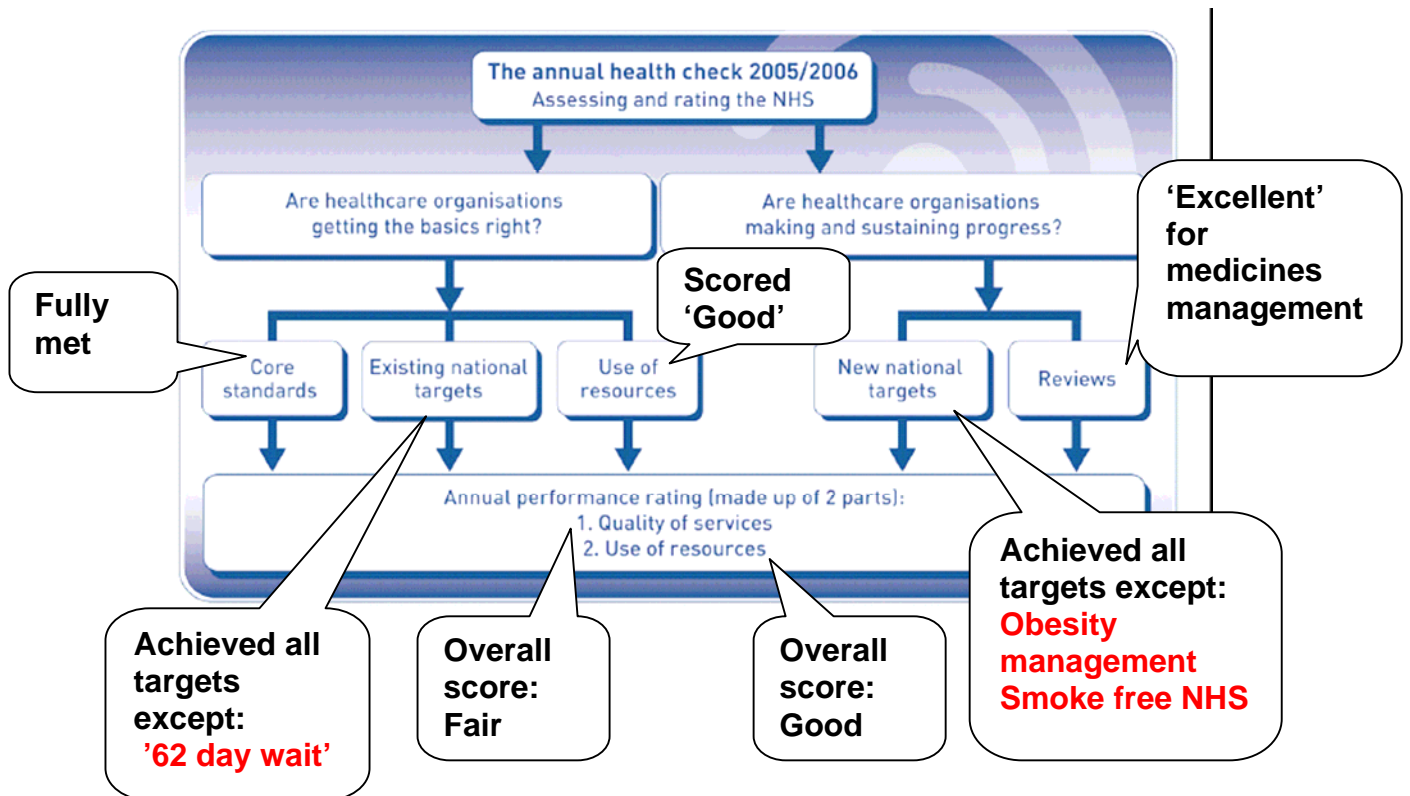 The annual health check 2005/2006
Assessing and rating the NHS
Are healthcare organisations
getting the basics right?
Are healthcare organisations
making and sustaining progress?
‘Excellent’
for
medicines
management
Fully
met
Scored
‘Good’
Core
standards
Existing national
targets
Use of
resources
New national
targets
Reviews
Annual performance rating (made up of 2 parts):
1. Quality of services
2. Use of resources
Achieved all
targets
except:
’62 day wait’
Overall
score:
Fair
Overall
score:
Good
Achieved all
targets except:
Obesity
management
Smoke free NHS